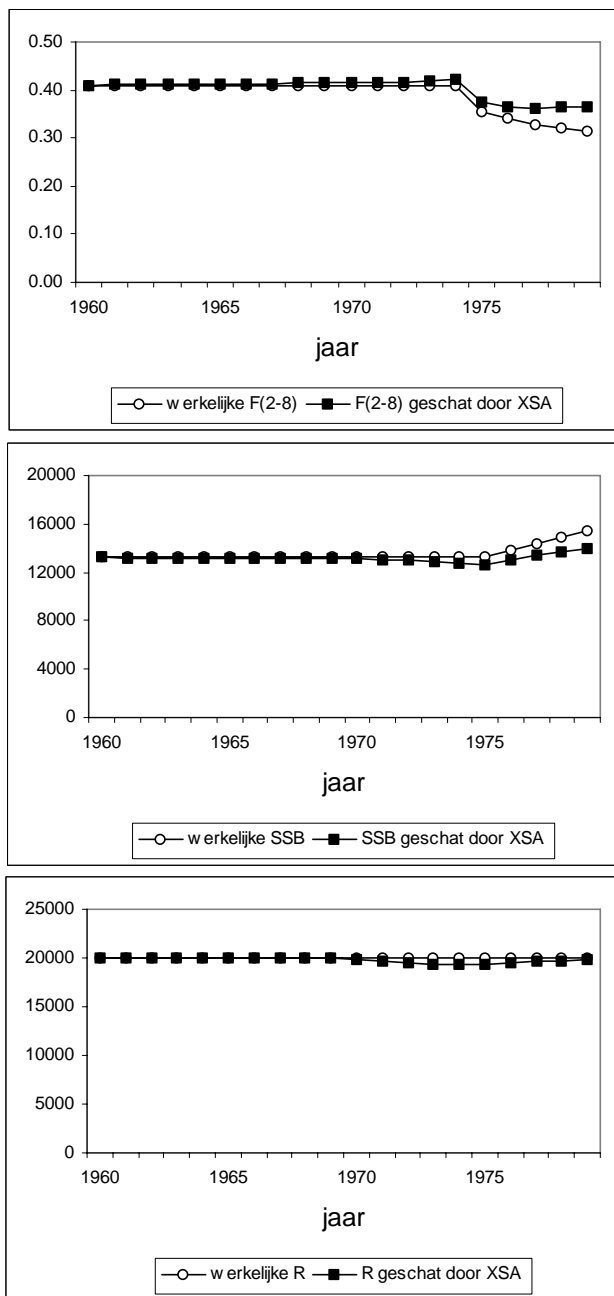 0.50
0.40
0.30
0.20
0.10
0.00
1960 1965 1970 1975
jaar
w erkelijke F(2-8) F(2-8) geschat door XSA
20000
16000
12000
8000
4000
0
1960 1965 1970 1975
jaar
w erkelijke SSB SSB geschat door XSA
25000
20000
15000
10000
5000
0
1960 1965 1970 1975
jaar
w erkelijke R R geschat door XSA